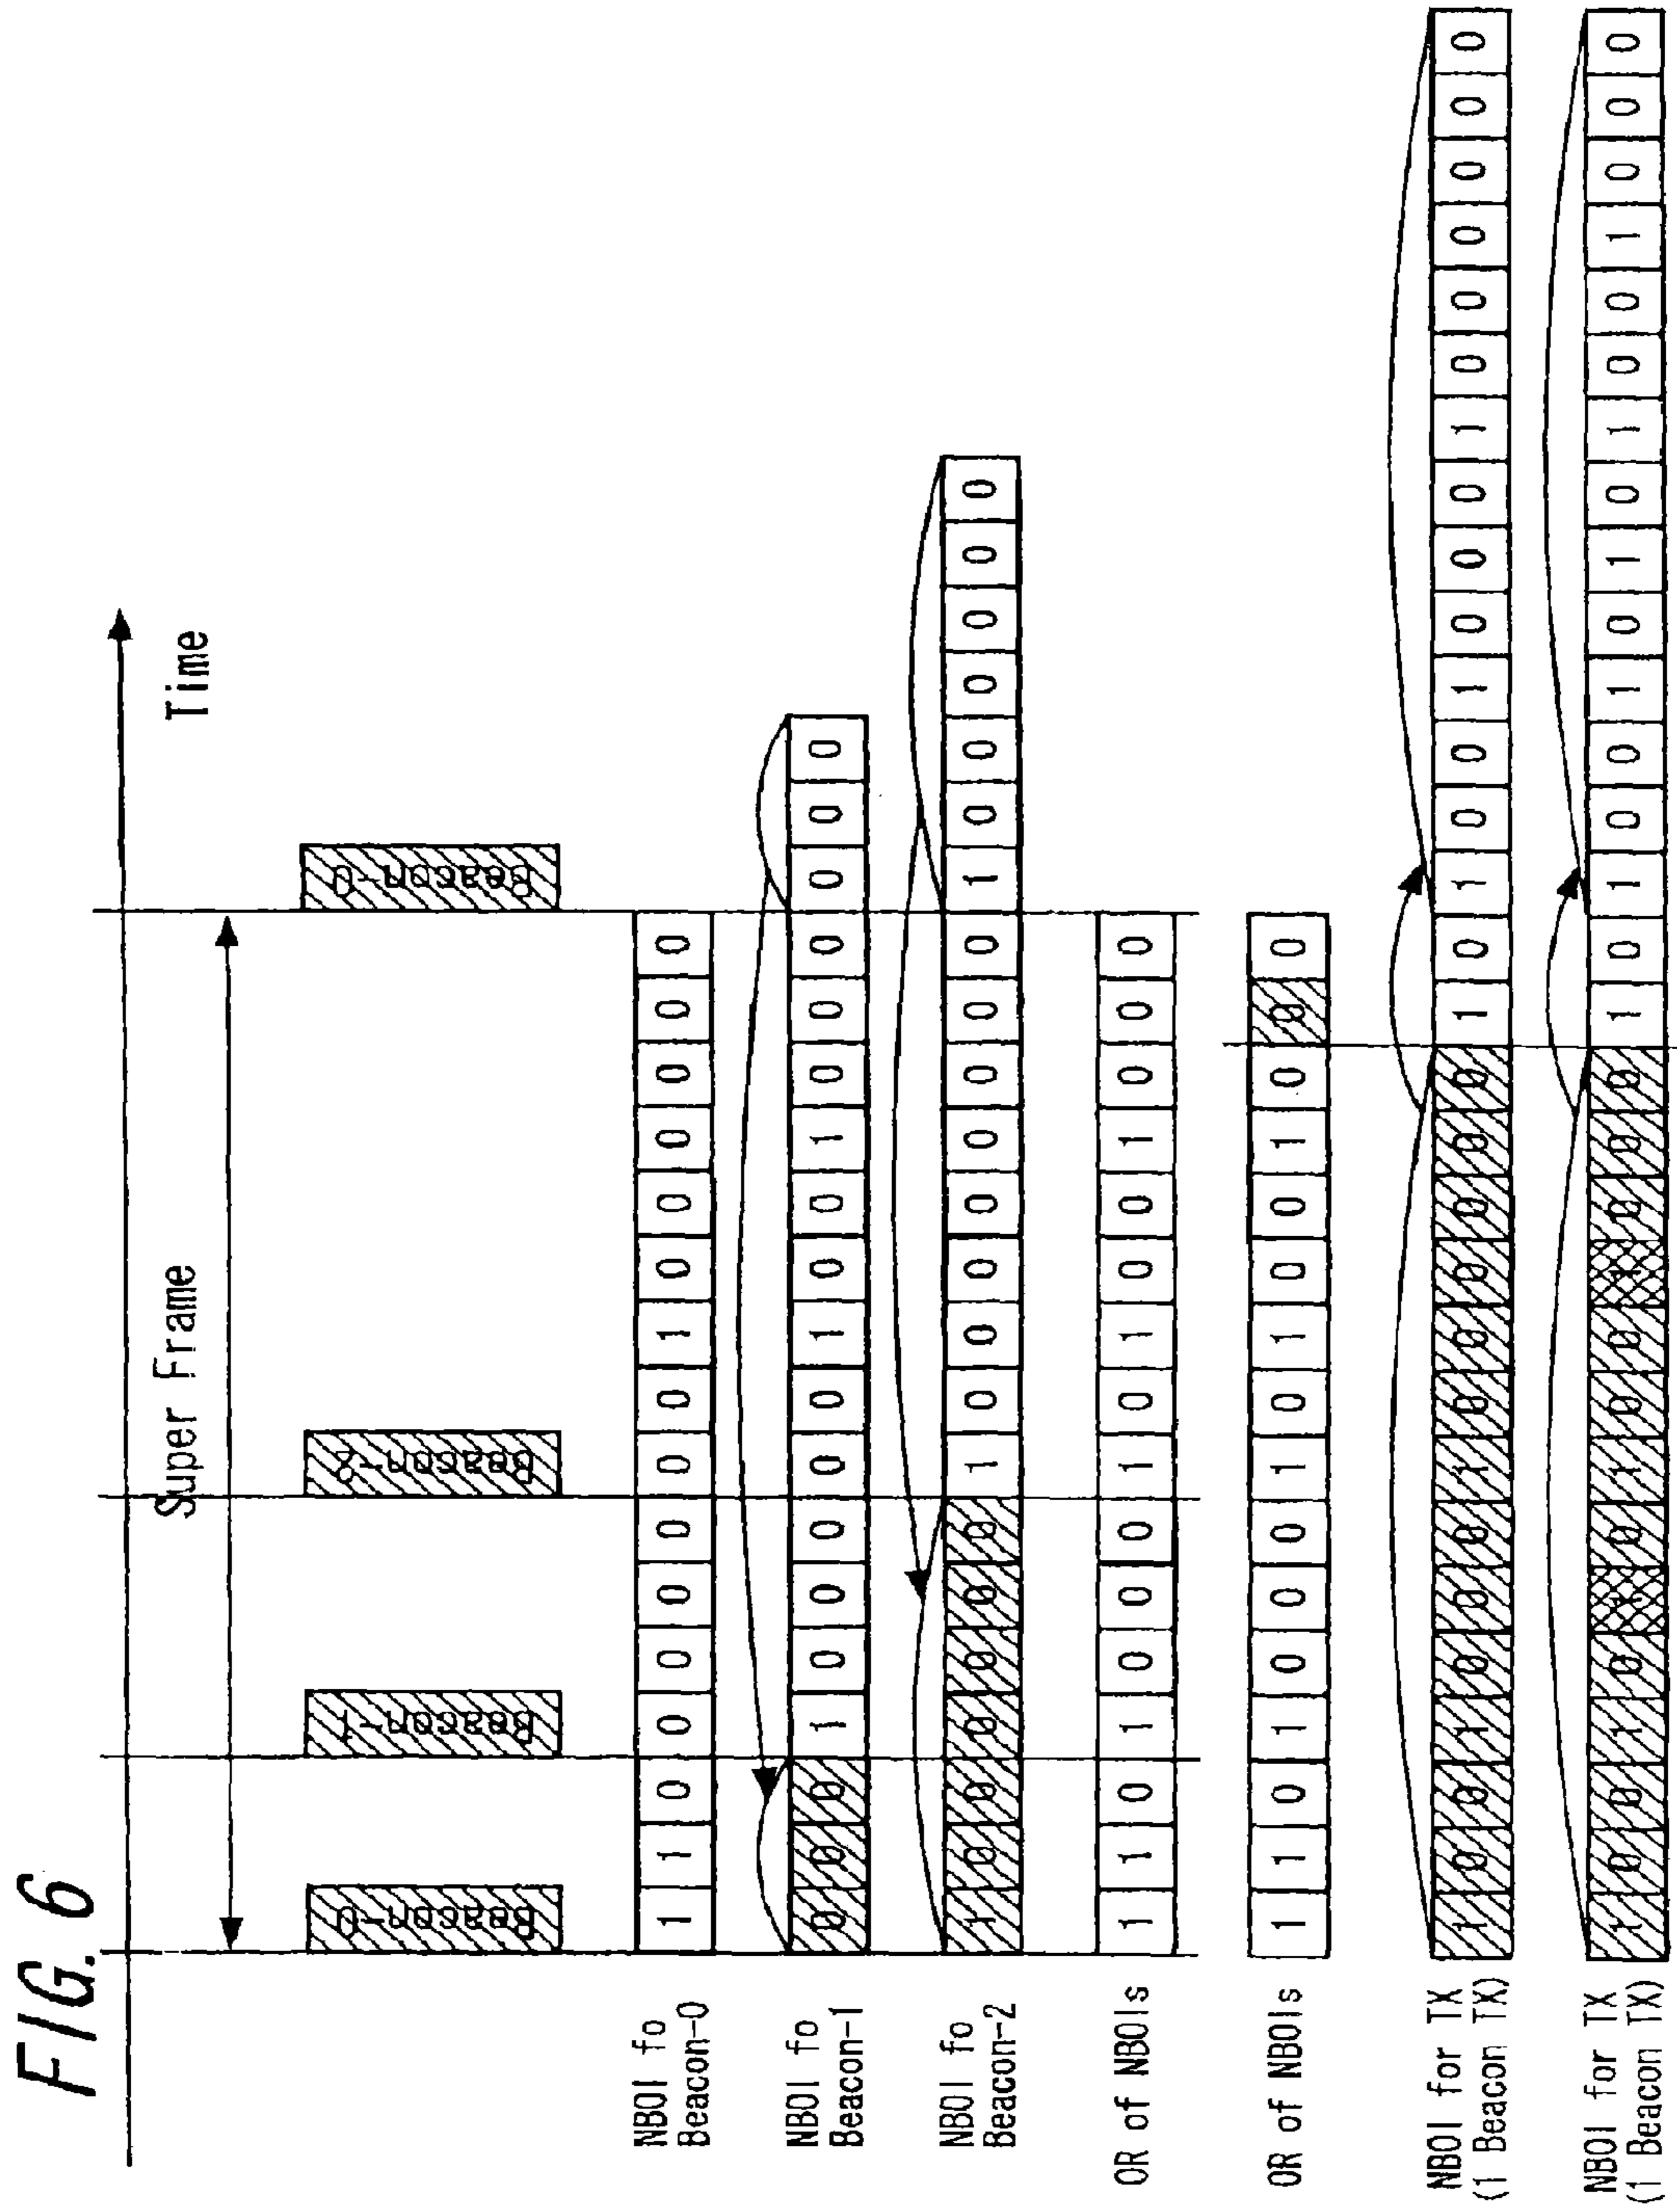 FIG. 6
Time
Super Frame
Beacon-0 Beacon-1 Beacon-2 Beacon-0
NBOI fo
Beacon-0
1 1 0 0 0 0 0 0 0 1 0 0 0 0 0 0
NBOI fo
Beacon-1
0 0 0 1 0 0 0 0 0 1 0 0 1 0 0 0 0 0 0
NBOI fo
Beacon-2
1 0 0 0 0 0 0 1 0 0 0 0 0 0 0 0 1 0 0 0 0 0 0
OR of NBOIs
1 1 0 1 0 0 0 1 0 1 0 0 1 0 0 0
OR of NBOIs
1 1 0 1 0 0 0 1 0 1 0 0 1 0 0 0
NBOI for TX
(1 Beacon TX)
1 0 0 1 0 0 0 1 0 0 0 0 0 0 1 0 1 0 0 1 0 0 0 1 0 0 0 0 0 0
NBOI for TX
(1 Beacon TX)
1 0 0 1 0 1 0 1 0 0 1 0 0 0 1 0 1 0 0 1 0 1 0 1 0 0 1 0 0 0